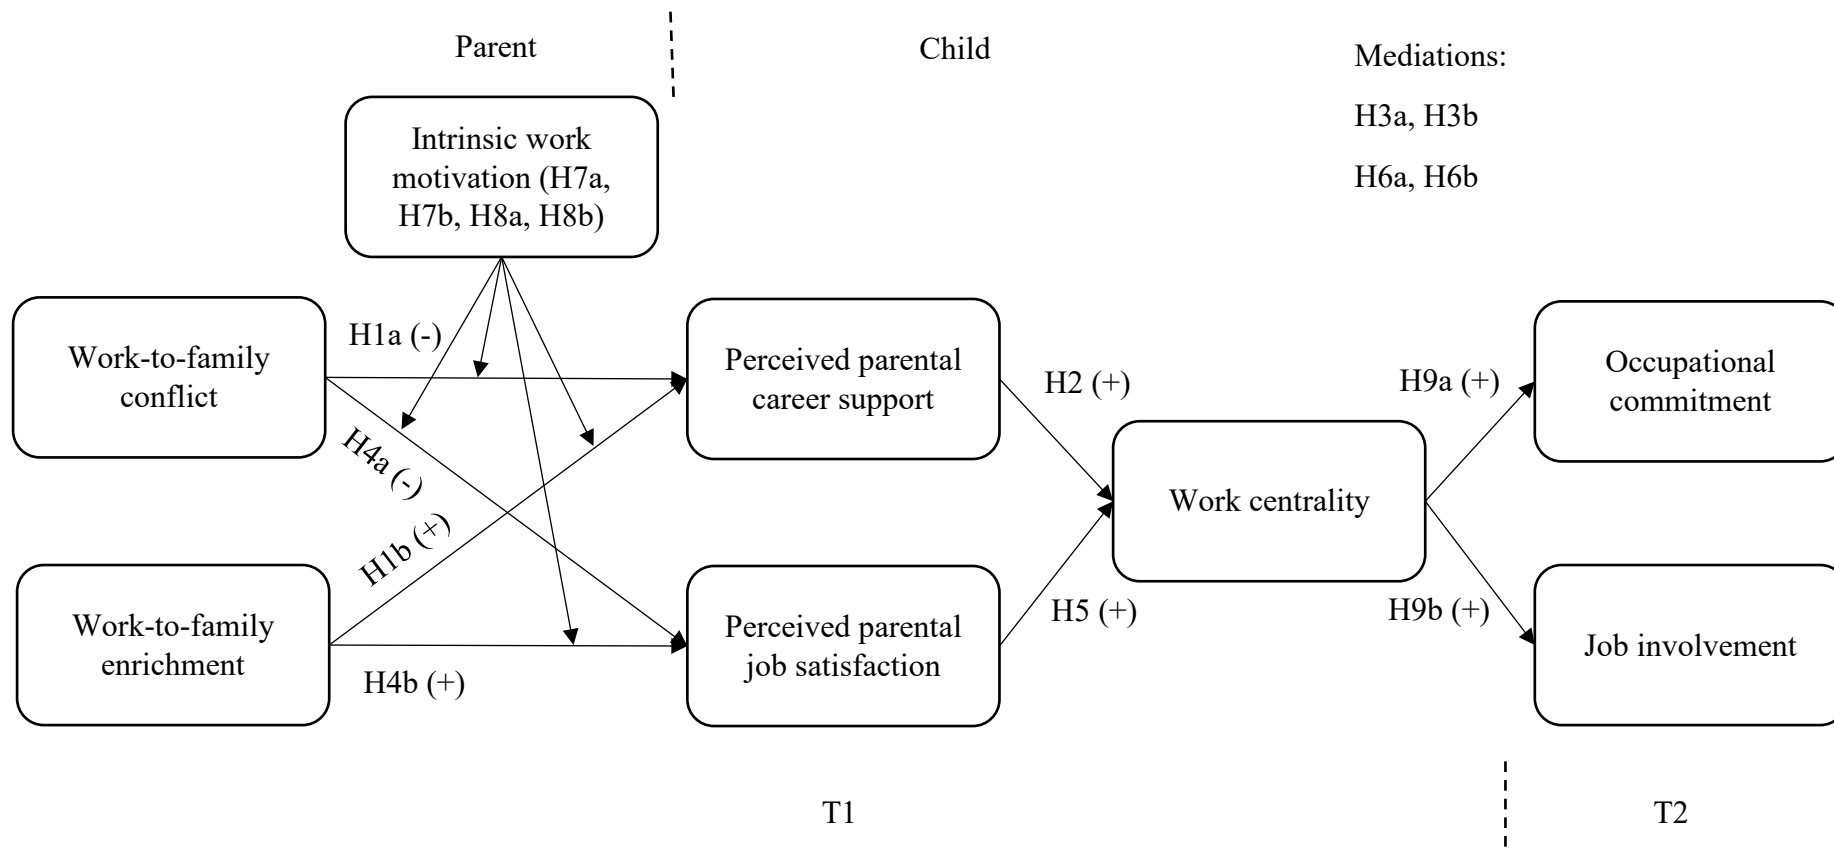 Parent
Child
Mediations:
H3a, H3b
H6a, H6b
Intrinsic work
motivation (H7a,
H7b, H8a, H8b)
Work-to-family
conflict
H1a (-)
H4a (-)
H1b (+)
Work-to-family
enrichment
H4b (+)
Perceived parental
career support
Perceived parental
job satisfaction
H2 (+)
H5 (+)
Work centrality
H9a (+)
H9b (+)
Occupational
commitment
Job involvement
T1
T2